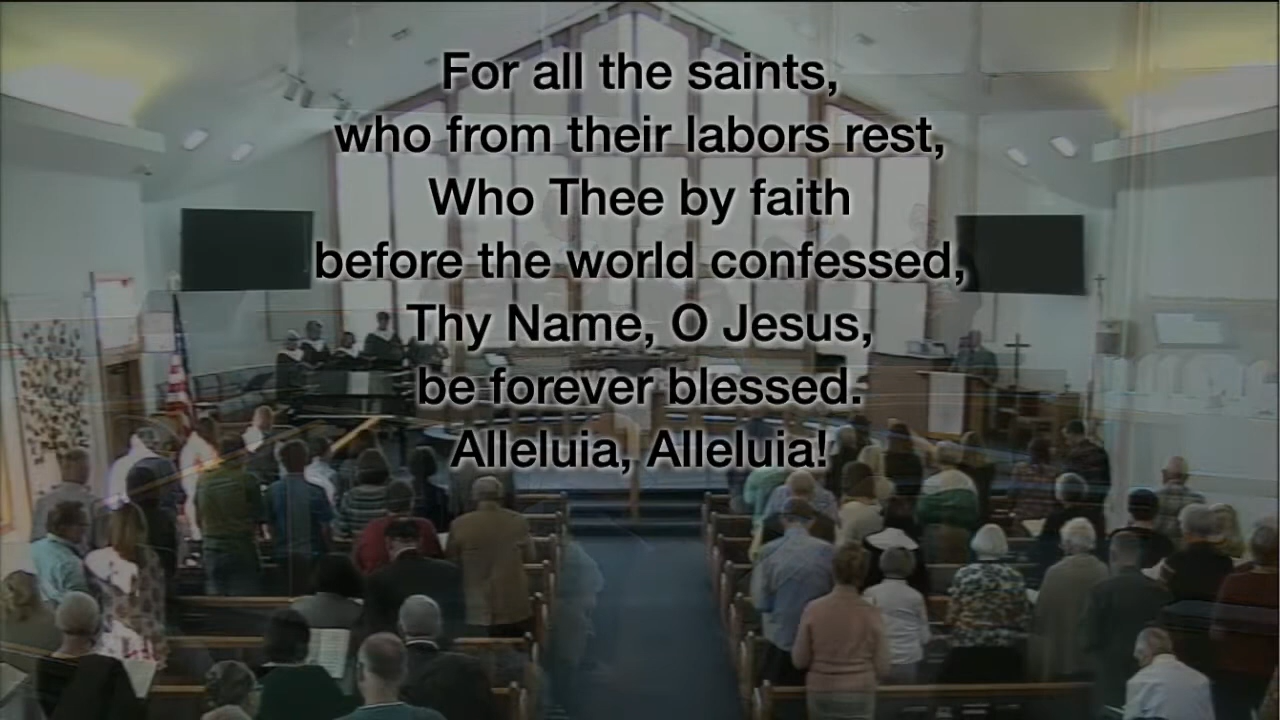 For all the saints,
who from their labors rest,
Who Thee by faith
before the world confessed,
Thy Name, O Jesus,
be forever blessed.
Alleluia, Alleluia!